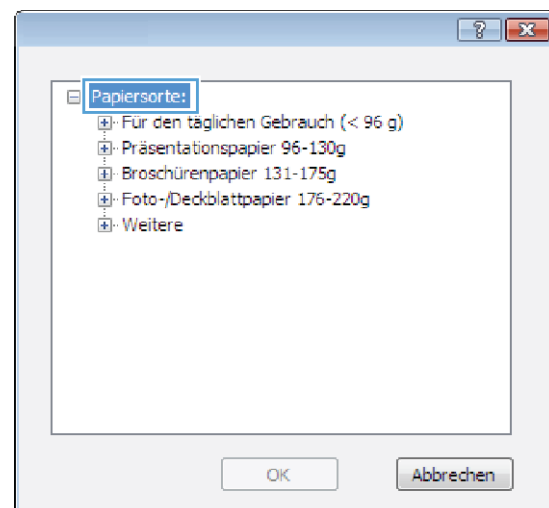 Papiersorte:
Für den täglichen Gebrauch (< 96 g)
Präsentationspapier 96-130g
Broschürenpapier 131-175g
Foto-/Deckblattpapier 176-220g
Weitere
OK
Abbrechen